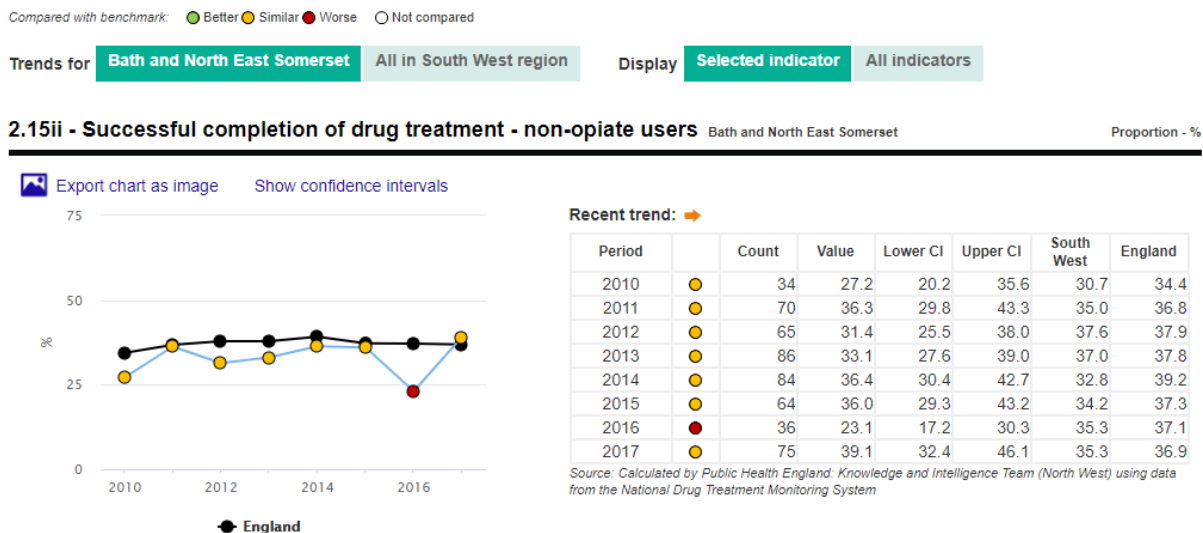 Compared with benchmark: Better Similar Worse Not compared
Trends for Bath and North East Somerset All in South West region Display Selected indicator All indicators
2.15ii - Successful completion of drug treatment - non-opiate users Bath and North East Somerset Proportion - %
Export chart as image Show confidence intervals
75
50
%
25
0
2010 2012 2014 2016
England
Recent trend:
Period Count Value Lower CI Upper CI South West England
2010 34 27.2 20.2 35.6 30.7 34.4
2011 70 36.3 29.8 43.3 35.0 36.8
2012 65 31.4 25.5 38.0 37.6 37.9
2013 86 33.1 27.6 39.0 37.0 37.8
2014 84 36.4 30.4 42.7 32.8 39.2
2015 64 36.0 29.3 43.2 34.2 37.3
2016 36 23.1 17.2 30.3 35.3 37.1
2017 75 39.1 32.4 46.1 35.3 36.9
Source: Calculated by Public Health England: Knowledge and Intelligence Team (North West) using data
from the National Drug Treatment Monitoring System